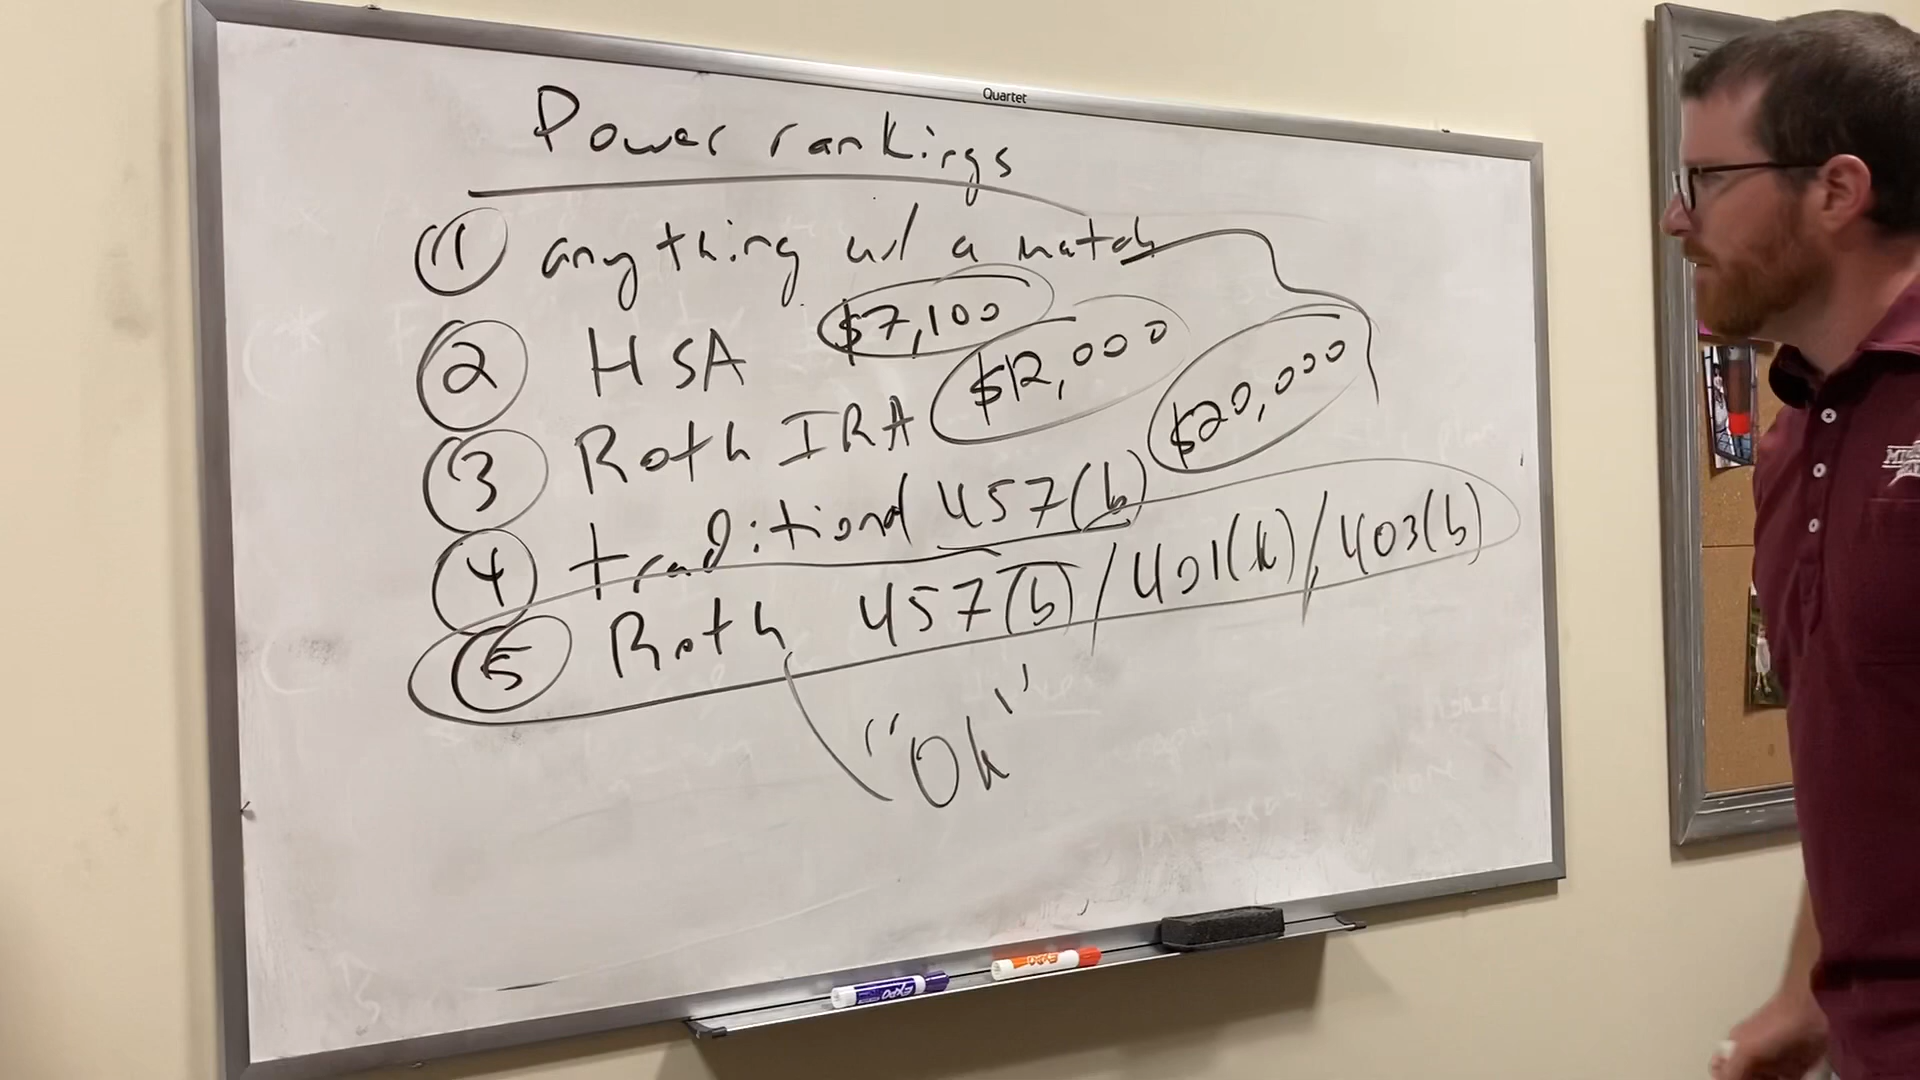 Quartet
Power rankings
1 anything w/ a match
2 HSA $7,100
3 Roth IRA $12,000
4 traditional 457(b) $20,000
5 Roth 457(b)/401(k)/403(b)
"Ok"
EXPO
EXPO